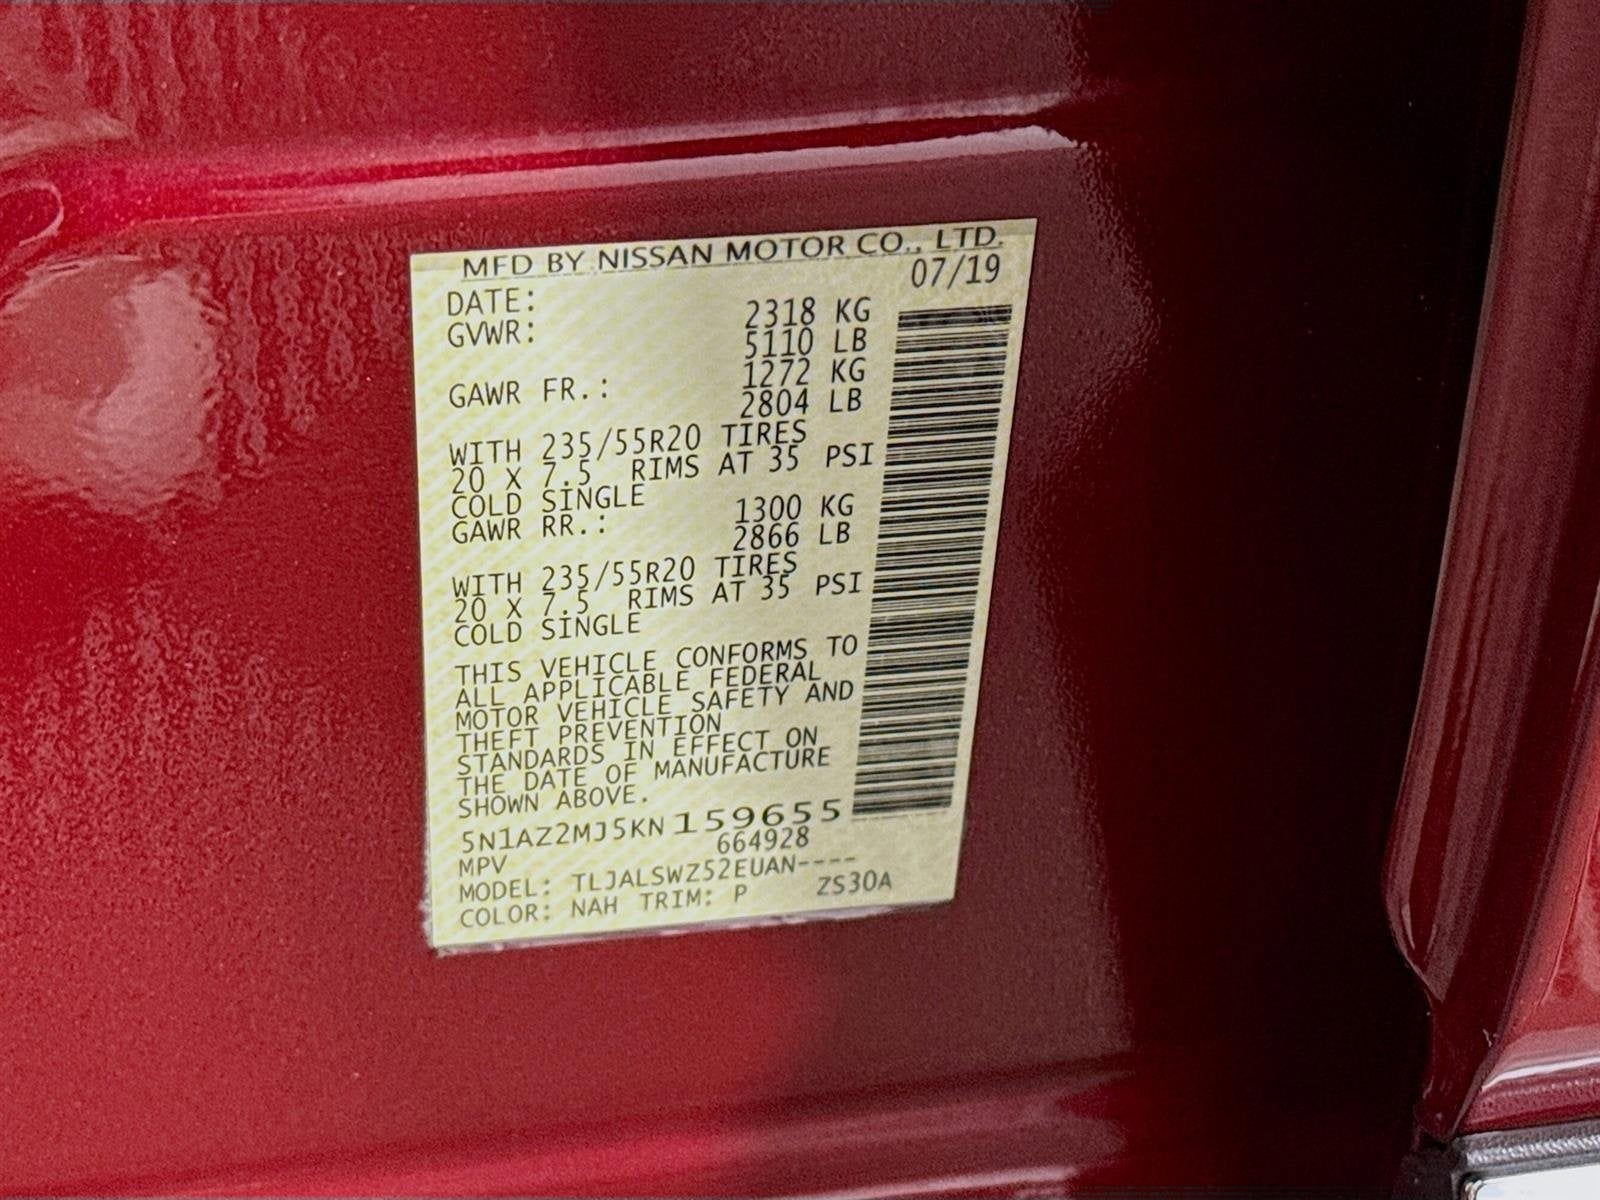 MFD BY NISSAN MOTOR CO., LTD.
DATE: 07/19
GVWR: 2318 KG
5110 LB
GAWR FR.: 1272 KG
2804 LB
WITH 235/55R20 TIRES
20 X 7.5 RIMS AT 35 PSI
COLD SINGLE
GAWR RR.: 1300 KG
2866 LB
WITH 235/55R20 TIRES
20 X 7.5 RIMS AT 35 PSI
COLD SINGLE
THIS VEHICLE CONFORMS TO
ALL APPLICABLE FEDERAL
MOTOR VEHICLE SAFETY AND
THEFT PREVENTION
STANDARDS IN EFFECT ON
THE DATE OF MANUFACTURE
SHOWN ABOVE.
5N1AZ2MJ5KN159655
MPV 664928
MODEL: TLJALSWZ52EUAN----
COLOR: NAH TRIM: P ZS30A